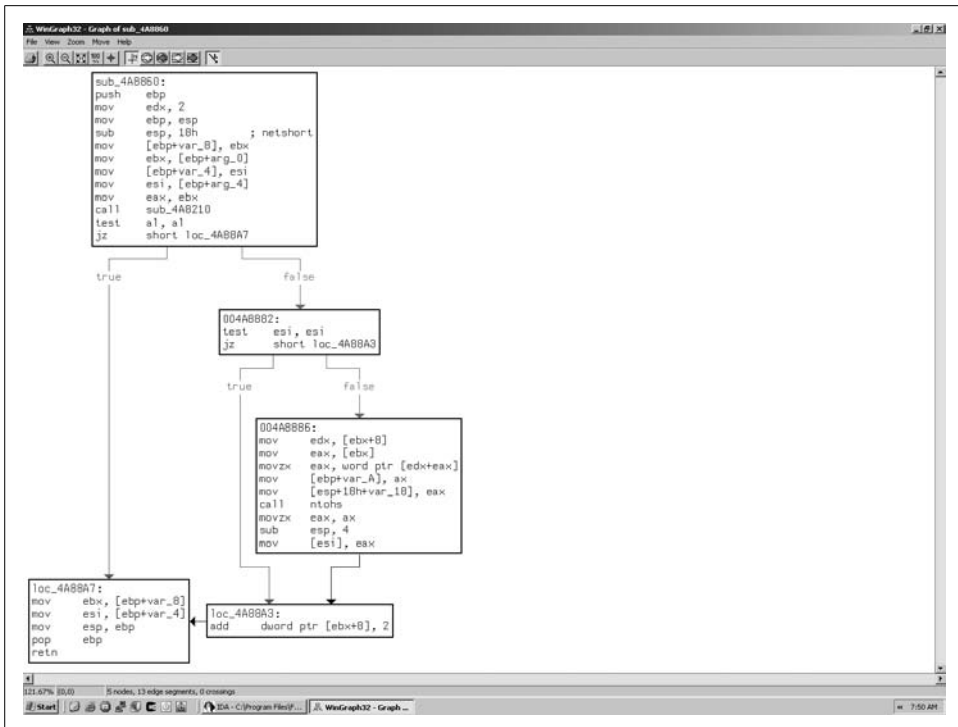 WinGraph32 - Graph of sub_4A8860
File View Zoom Move Help
sub_4A8860:
push ebp
mov edx, 2
mov ebp, esp
sub esp, 18h ; netshort
mov [ebp+var_8], ebx
mov ebx, [ebp+arg_0]
mov [ebp+var_4], esi
mov esi, [ebp+arg_4]
mov eax, ebx
call sub_4A8210
test al, al
jz short loc_4A88A7
true
false
004A8882:
test esi, esi
jz short loc_4A88A3
true
false
004A8886:
mov edx, [ebx+8]
mov eax, [ebx]
movzx eax, word ptr [edx+eax]
mov [ebp+var_A], ax
mov [esp+18h+var_18], eax
call ntohs
movzx eax, ax
sub esp, 4
mov [esi], eax
loc_4A88A7:
mov ebx, [ebp+var_8]
mov esi, [ebp+var_4]
mov esp, ebp
pop ebp
retn
loc_4A88A3:
add dword ptr [ebx+8], 2
121.67% (0,0) 5 nodes, 13 edge segments, 0 crossings
Start IDA - C:\Program Files\F... WinGraph32 - Graph ... 7:50 AM